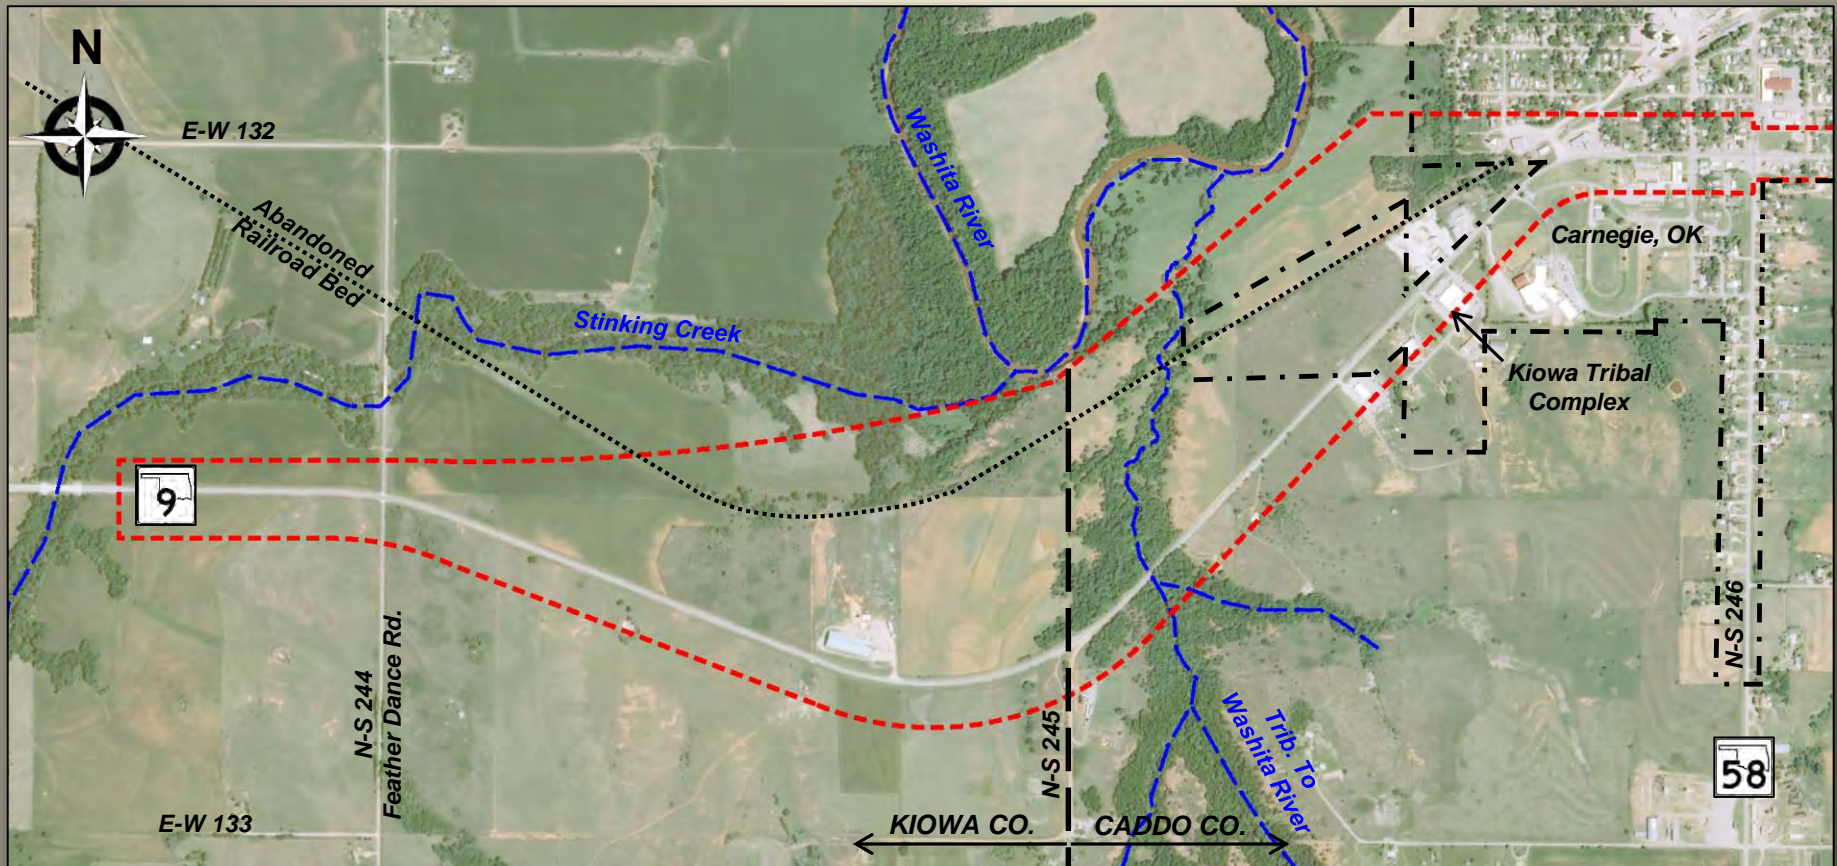 N
E-W 132
Abandoned
Railroad Bed
Washita River
Stinking Creek
Carnegie, OK
Kiowa Tribal
Complex
9
N-S 244
Feather Dance Rd.
N-S 245
N-S 246
Trib. To
Washita River
58
E-W 133
KIOWA CO.
CADDO CO.